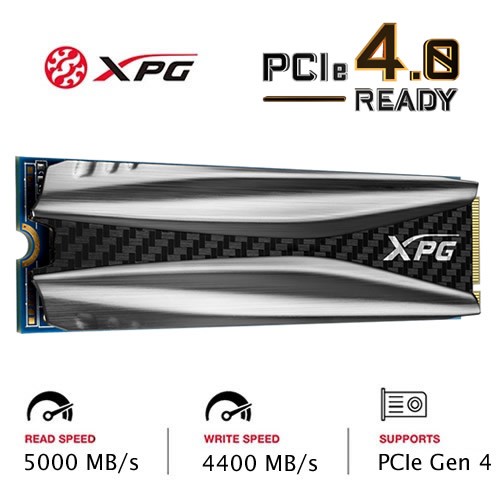 XPG
PCIe 4.0
READY
XPG
READ SPEED
5000 MB/s
WRITE SPEED
4400 MB/s
SUPPORTS
PCIe Gen 4